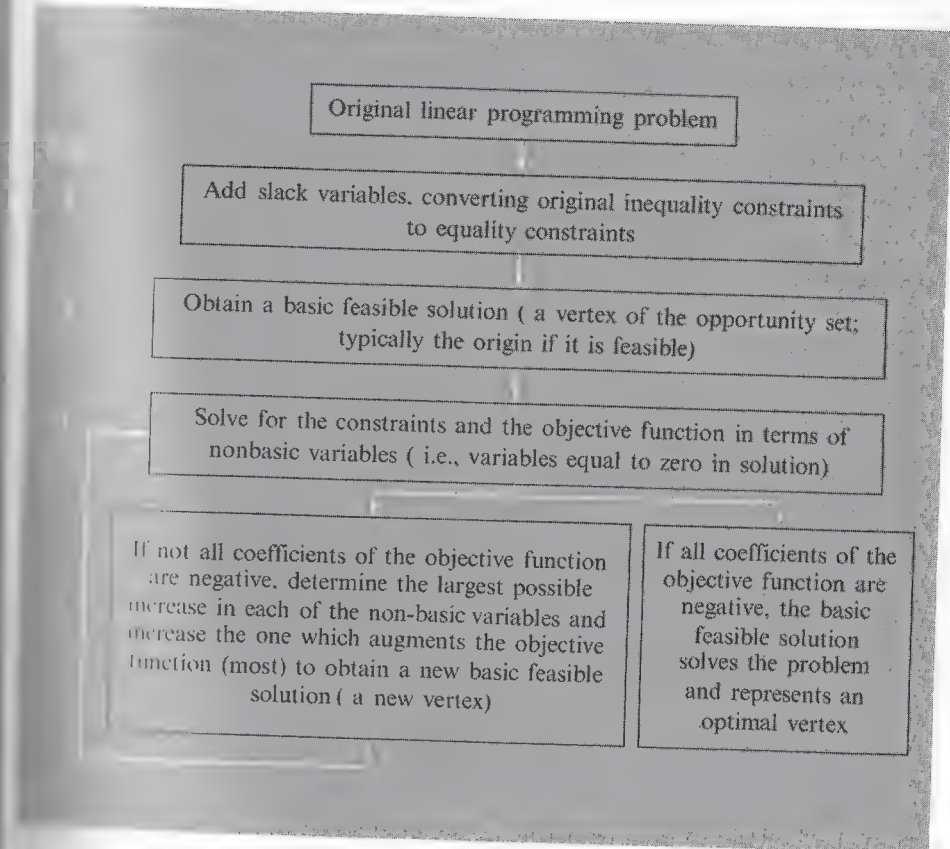 Original linear programming problem
Add slack variables. converting original inequality constraints
to equality constraints
Obtain a basic feasible solution ( a vertex of the opportunity set;
typically the origin if it is feasible)
Solve for the constraints and the objective function in terms of
nonbasic variables ( i.e., variables equal to zero in solution)
If not all coefficients of the objective function
are negative. determine the largest possible
increase in each of the non-basic variables and
increase the one which augments the objective
function (most) to obtain a new basic feasible
solution ( a new vertex)
If all coefficients of the
objective function are
negative, the basic
feasible solution
solves the problem
and represents an
optimal vertex